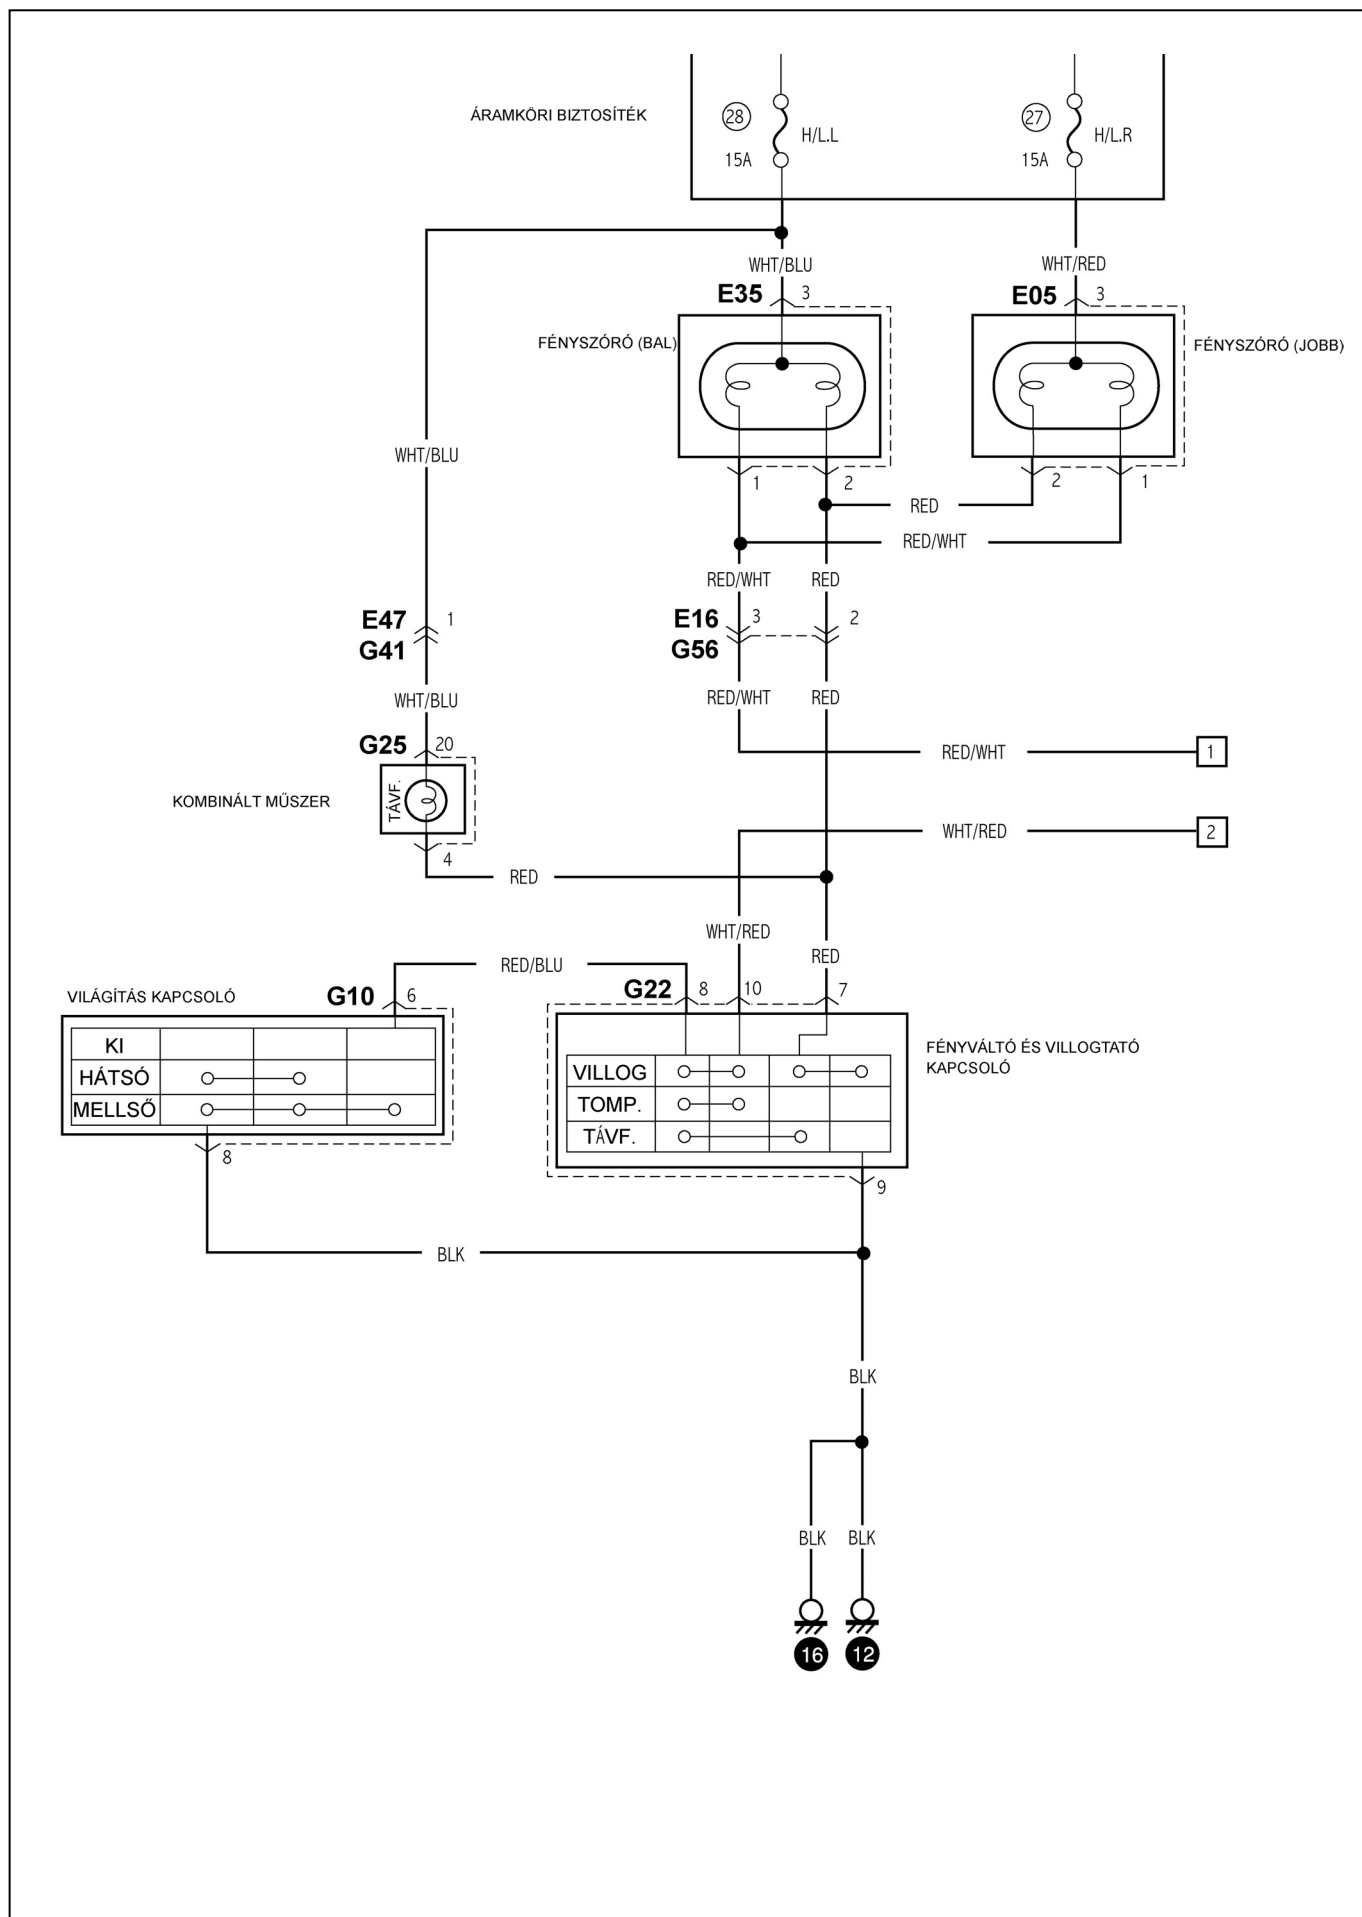 ÁRAMKÖRI BIZTOSÍTÉK
28
H/L.L
15A
27
H/L.R
15A
WHT/BLU
WHT/RED
E35 3
E05 3
FÉNYSZÓRÓ (BAL)
FÉNYSZÓRÓ (JOBB)
WHT/BLU
1
2
2
1
RED
RED/WHT
RED/WHT
RED
E47 1
G41
E16 3
2
G56
WHT/BLU
RED/WHT
RED
G25 20
RED/WHT
1
KOMBINÁLT MŰSZER
TÁVF.
WHT/RED
2
4
RED
WHT/RED
RED
RED/BLU
VILÁGÍTÁS KAPCSOLÓ
G10 6
G22 8
10
7
KI
HÁTSÓ
MELLSŐ
8
FÉNYVÁLTÓ ÉS VILLOGTATÓ
KAPCSOLÓ
VILLOG
TOMP.
TÁVF.
9
BLK
BLK
BLK
BLK
16
12